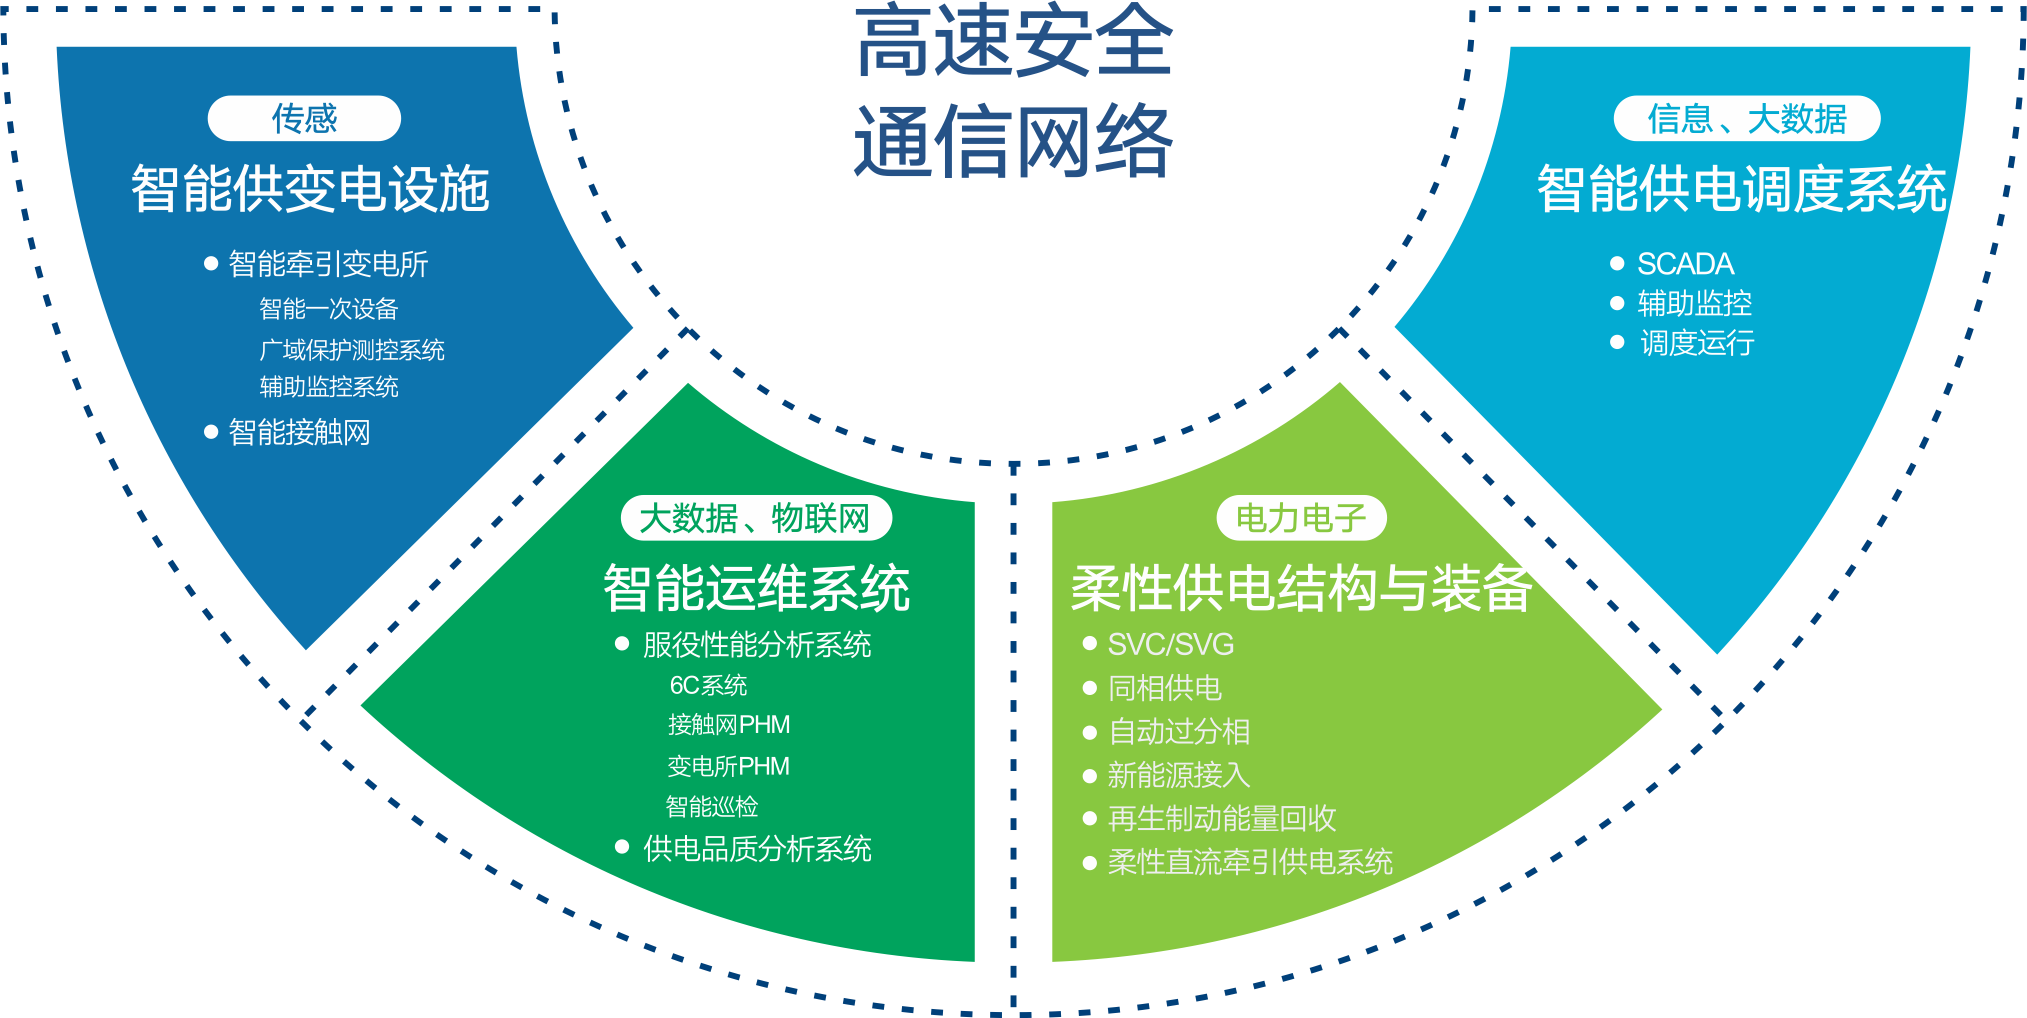 高速安全
通信网络
传感
智能供变电设施
智能牵引变电所
智能一次设备
广域保护测控系统
辅助监控系统
智能接触网
大数据、物联网
智能运维系统
服役性能分析系统
6C系统
接触网PHM
变电所PHM
智能巡检
供电品质分析系统
电力电子
柔性供电结构与装备
SVC/SVG
同相供电
自动过分相
新能源接入
再生制动能量回收
柔性直流牵引供电系统
信息、大数据
智能供电调度系统
SCADA
辅助监控
调度运行